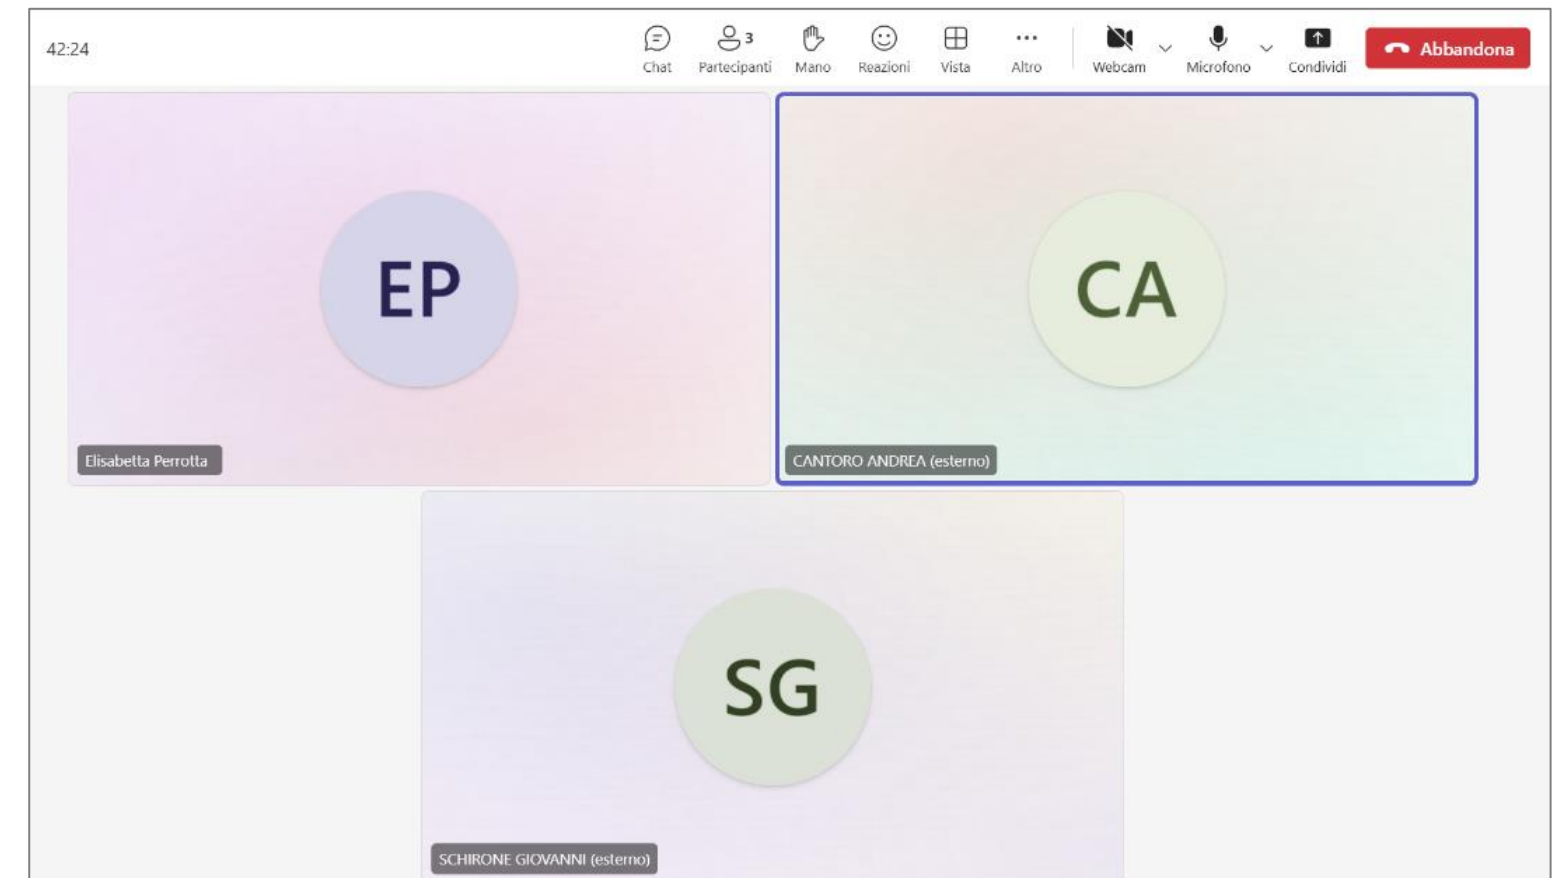 42:24
Chat
3
Partecipanti
Mano
Reazioni
Vista
Altro
Webcam
Microfono
Condividi
Abbandona
EP
CA
Elisabetta Perrotta
CANTORO ANDREA (esterno)
SG
SCHIRONE GIOVANNI (esterno)